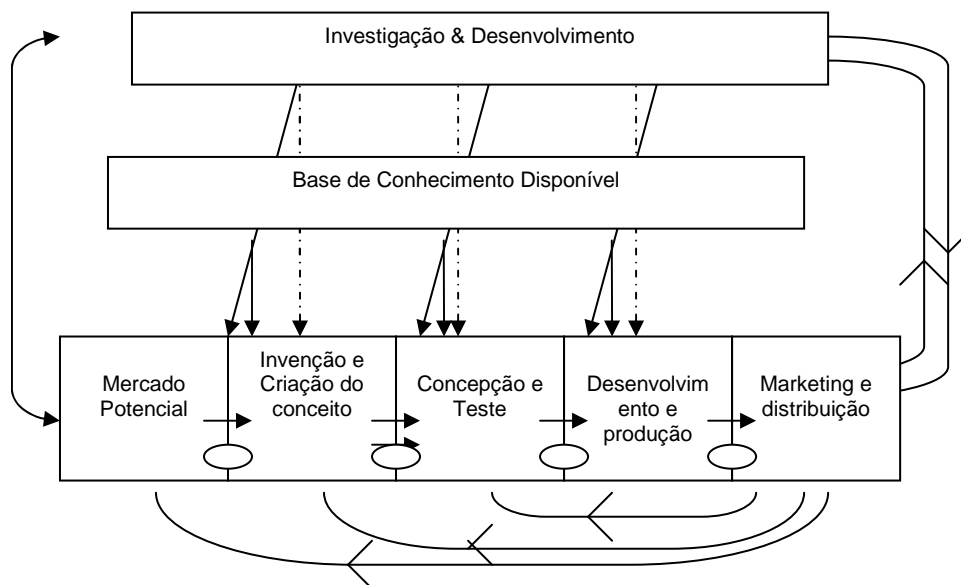 Investigação & Desenvolvimento
Base de Conhecimento Disponível
Mercado
Potencial
Invenção e
Criação do
conceito
Concepção e
Teste
Desenvolvim
ento e
produção
Marketing e
distribuição